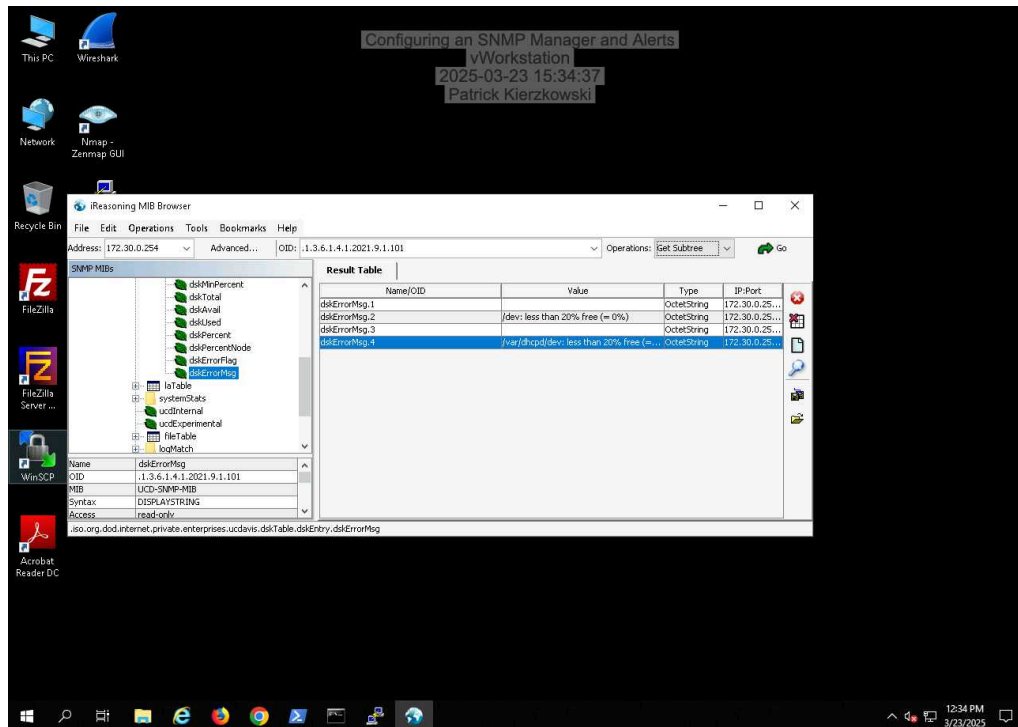 Configuring an SNMP Manager and Alerts
vWorkstation
2025-03-23 15:34:37
Patrick Kierzkowski
This PC
Wireshark
Network
Nmap -
Zenmap GUI
Recycle Bin
FileZilla
FileZilla
Server ...
WinSCP
Acrobat
Reader DC
iReasoning MIB Browser
File Edit Operations Tools Bookmarks Help
Address: 172.30.0.254 Advanced... OID: .1.3.6.1.4.1.2021.9.1.101 Operations: Get Subtree Go
SNMP MIBs
dskMinPercent
dskTotal
dskAvail
dskUsed
dskPercent
dskPercentNode
dskErrorFlag
dskErrorMsg
laTable
systemStats
ucdInternal
ucdExperimental
fileTable
logMatch
Name dskErrorMsg
OID .1.3.6.1.4.1.2021.9.1.101
MIB UCD-SNMP-MIB
Syntax DISPLAYSTRING
Access read-only
Result Table
Name/OID Value Type IP:Port
dskErrorMsg.1 OctetString 172.30.0.25...
dskErrorMsg.2 /dev: less than 20% free (= 0%) OctetString 172.30.0.25...
dskErrorMsg.3 OctetString 172.30.0.25...
dskErrorMsg.4 /var/dhcpd/dev: less than 20% free (=... OctetString 172.30.0.25...
.iso.org.dod.internet.private.enterprises.ucdavis.dskTable.dskEntry.dskErrorMsg
12:34 PM
3/23/2025